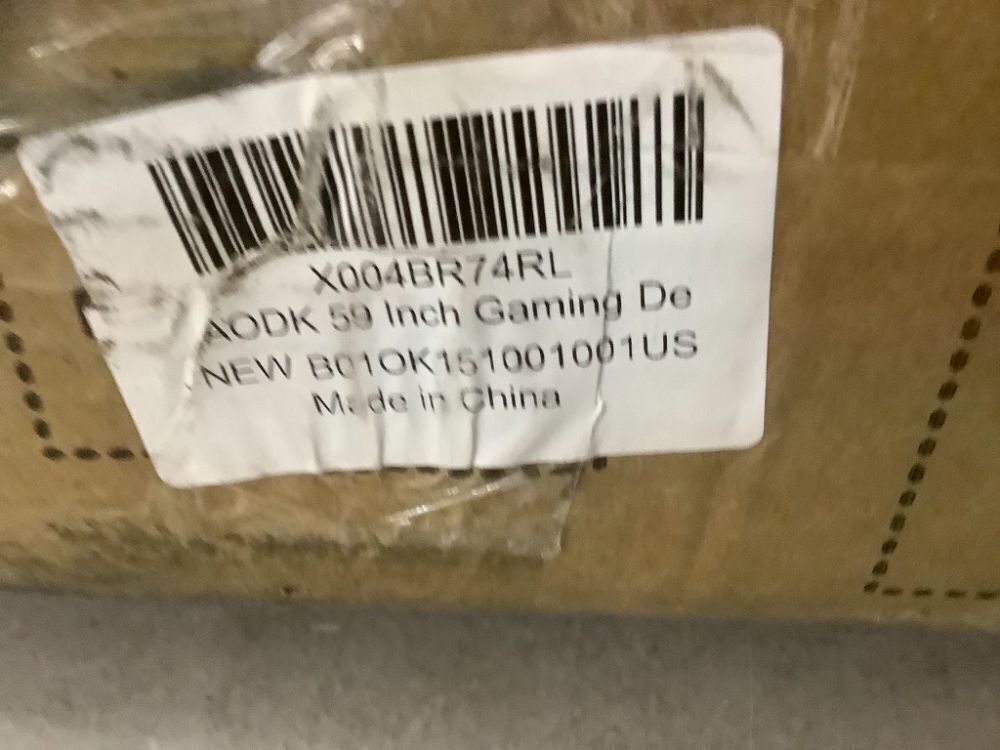 X004BR74RL
AODK 59 Inch Gaming De
NEW B01OK151001001US
Made in China